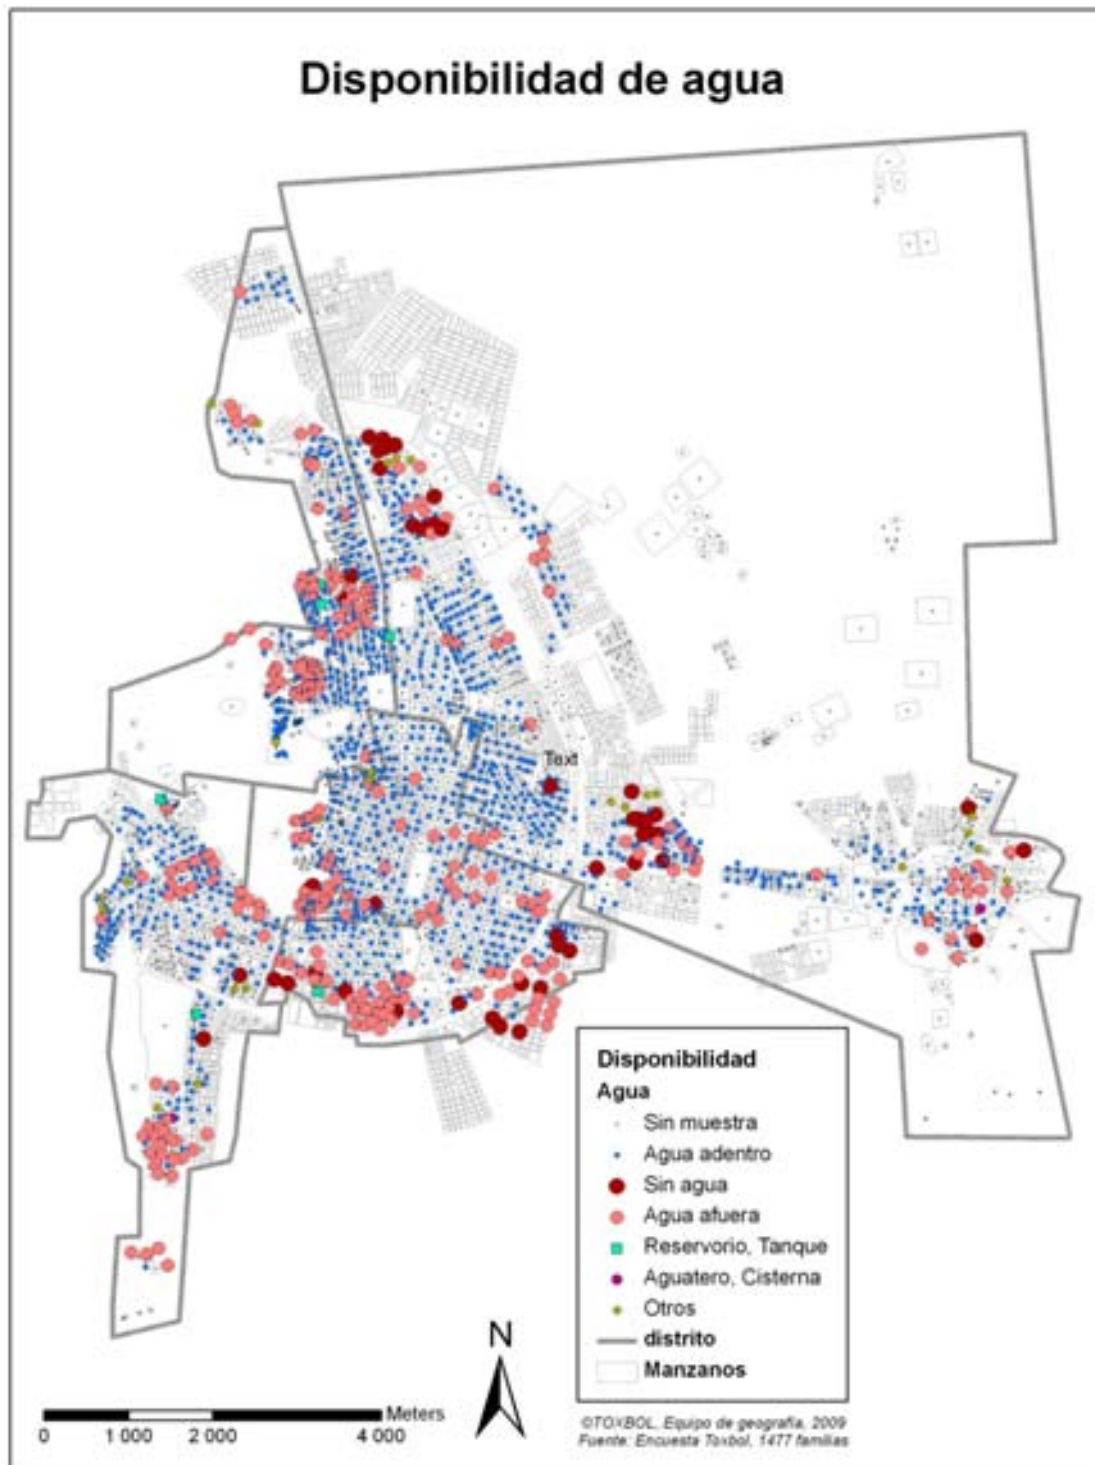 Disponibilidad de agua
Text
Disponibilidad
Agua
Sin muestra
Agua adentro
Sin agua
Agua afuera
Reservorio, Tanque
Aguatero, Cisterna
Otros
distrito
Manzanos
N
Meters
0 1 000 2 000 4 000
©TOXBOL, Equipo de geografía, 2009
Fuente: Encuesta Toxbol, 1477 familias